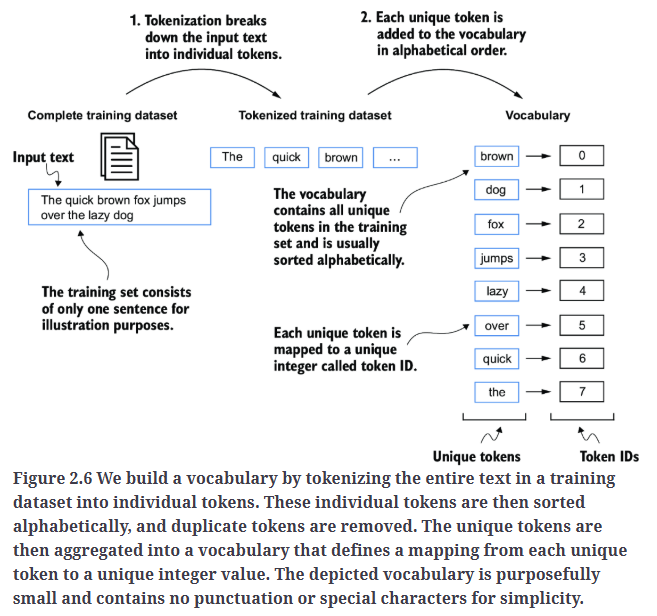 1. Tokenization breaks
down the input text
into individual tokens.
2. Each unique token is
added to the vocabulary
in alphabetical order.
Complete training dataset
Tokenized training dataset
Vocabulary
Input text
The quick brown fox jumps
over the lazy dog
The training set consists
of only one sentence for
illustration purposes.
The quick brown ...
The vocabulary
contains all unique
tokens in the training
set and is usually
sorted alphabetically.
Each unique token is
mapped to a unique
integer called token ID.
brown 0
dog 1
fox 2
jumps 3
lazy 4
over 5
quick 6
the 7
Unique tokens
Token IDs
Figure 2.6 We build a vocabulary by tokenizing the entire text in a training
dataset into individual tokens. These individual tokens are then sorted
alphabetically, and duplicate tokens are removed. The unique tokens are
then aggregated into a vocabulary that defines a mapping from each unique
token to a unique integer value. The depicted vocabulary is purposefully
small and contains no punctuation or special characters for simplicity.